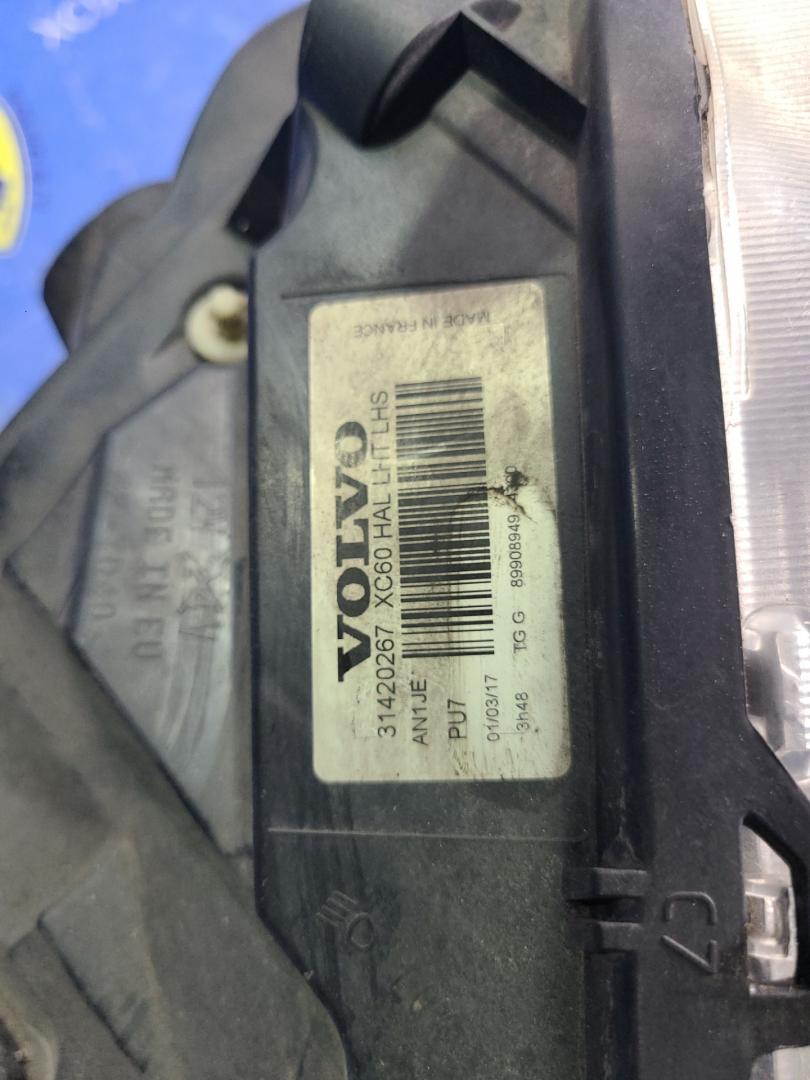 MADE IN FRANCE
VOLVO
31420267 XC60 HAL LHT LHS
AN1JE
PU7
01/03/17
3h48 TG G 89908949
MADE IN EU
C7